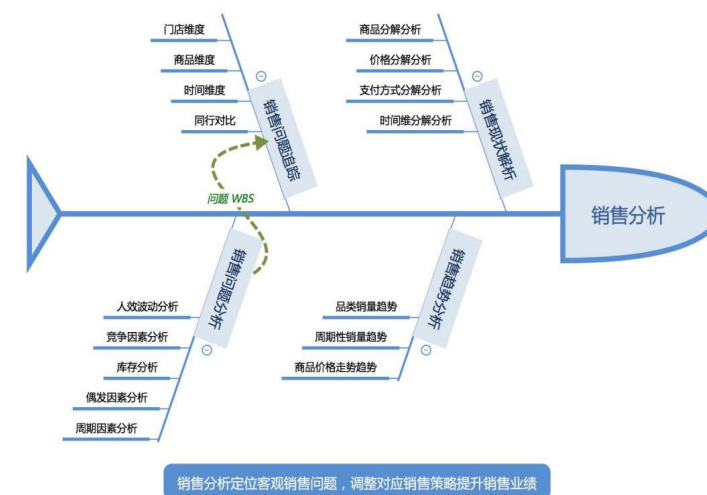 门店维度
商品维度
时间维度
同行对比
销售问题追踪
商品分解分析
价格分解分析
支付方式分解分析
时间维分解分析
销售现状解析
问题 WBS
销售分析
销售问题分析
人效波动分析
竞争因素分析
库存分析
偶发因素分析
周期因素分析
销售趋势分析
品类销量趋势
周期性销量趋势
商品价格走势趋势
销售分析定位客观销售问题，调整对应销售策略提升销售业绩